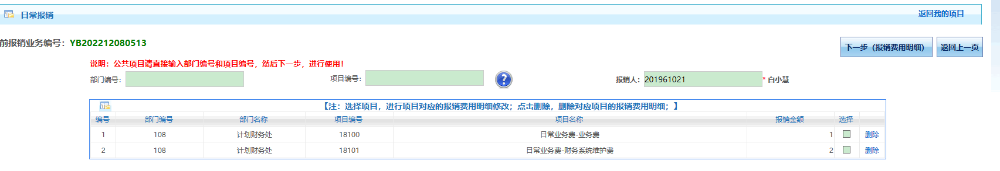 日常报销 返回我的项目
前报销业务编号：YB202212080513 下一步（报销费用明细） 返回上一页
说明：公共项目请直接输入部门编号和项目编号，然后下一步，进行使用！
部门编号： 项目编号： ? 报销人：201961021 * 白小慧
【注：选择项目，进行项目对应的报销费用明细修改；点击删除，删除对应项目的报销费用明细；】
编号 部门编号 部门名称 项目编号 项目名称 报销金额 选择
1 108 计划财务处 18100 日常业务费-业务费 1 删除
2 108 计划财务处 18101 日常业务费-财务系统维护费 2 删除